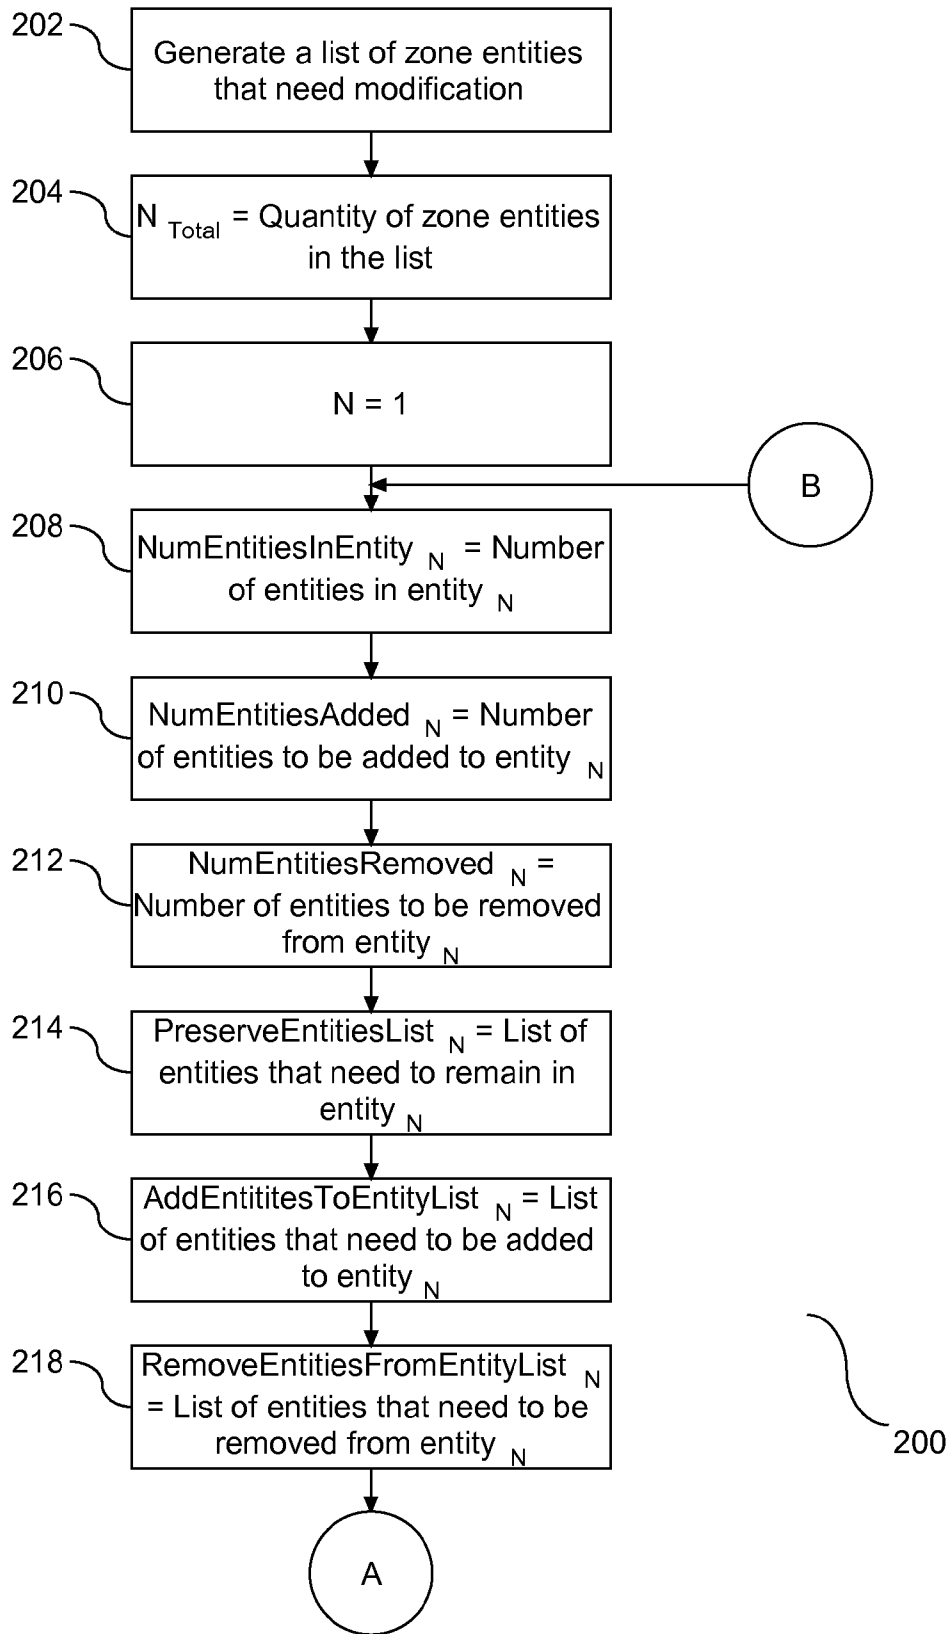 202
Generate a list of zone entities
that need modification
204
N Total = Quantity of zone entities
in the list
206
N = 1
B
208
NumEntitiesInEntity N = Number
of entities in entity N
210
NumEntitiesAdded N = Number
of entities to be added to entity N
212
NumEntitiesRemoved N =
Number of entities to be removed
from entity N
214
PreserveEntitiesList N = List of
entities that need to remain in
entity N
216
AddEntititesToEntityList N = List
of entities that need to be added
to entity N
218
RemoveEntitiesFromEntityList N
= List of entities that need to be
removed from entity N
200
A